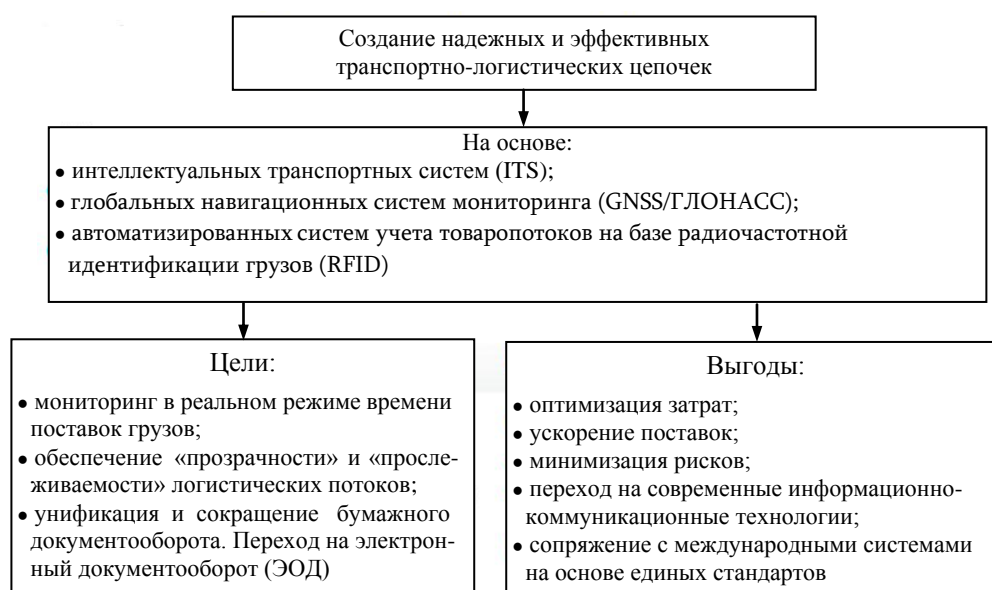 Создание надежных и эффективных
транспортно-логистических цепочек
На основе:
• интеллектуальных транспортных систем (ITS);
• глобальных навигационных систем мониторинга (GNSS/ГЛОНАСС);
• автоматизированных систем учета товаропотоков на базе радиочастотной
идентификации грузов (RFID)
Цели:
• мониторинг в реальном режиме времени
поставок грузов;
• обеспечение «прозрачности» и «просле-
живаемости» логистических потоков;
• унификация и сокращение бумажного
документооборота. Переход на электрон-
ный документооборот (ЭОД)
Выгоды:
• оптимизация затрат;
• ускорение поставок;
• минимизация рисков;
• переход на современные информационно-
коммуникационные технологии;
• сопряжение с международными системами
на основе единых стандартов